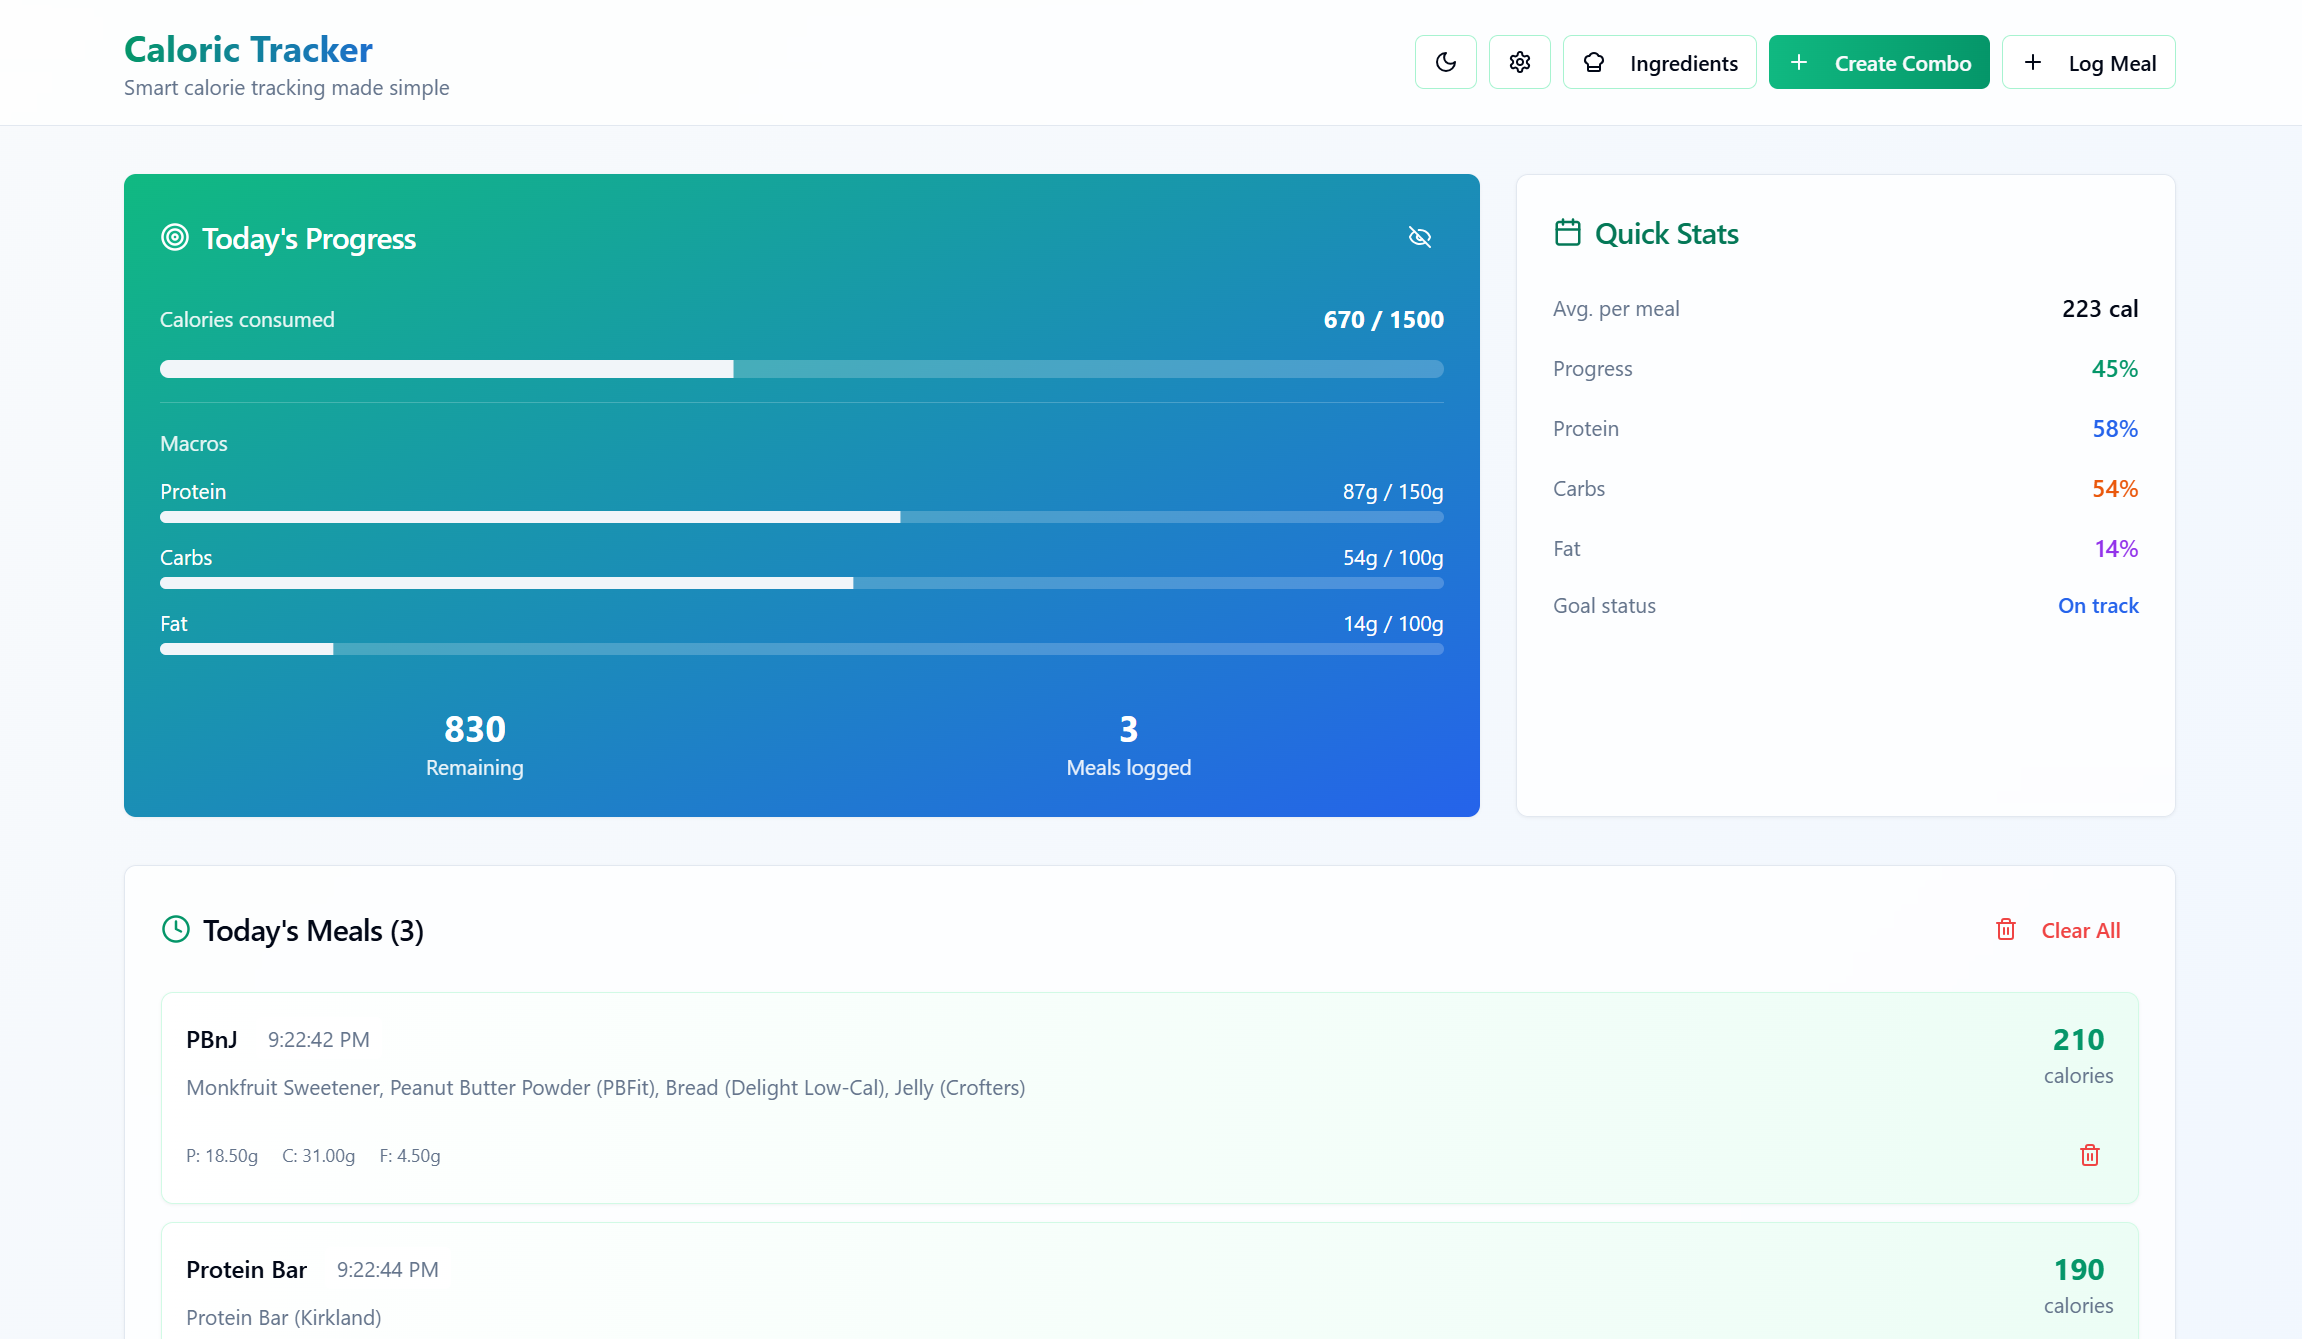 Caloric Tracker
Smart calorie tracking made simple
Ingredients
Create Combo
Log Meal
Today's Progress
Calories consumed
670 / 1500
Macros
Protein
87g / 150g
Carbs
54g / 100g
Fat
14g / 100g
830
Remaining
3
Meals logged
Quick Stats
Avg. per meal
223 cal
Progress
45%
Protein
58%
Carbs
54%
Fat
14%
Goal status
On track
Today's Meals (3)
Clear All
PBnJ
9:22:42 PM
Monkfruit Sweetener, Peanut Butter Powder (PBFit), Bread (Delight Low-Cal), Jelly (Crofters)
P: 18.50g
C: 31.00g
F: 4.50g
210
calories
Protein Bar
9:22:44 PM
Protein Bar (Kirkland)
190
calories